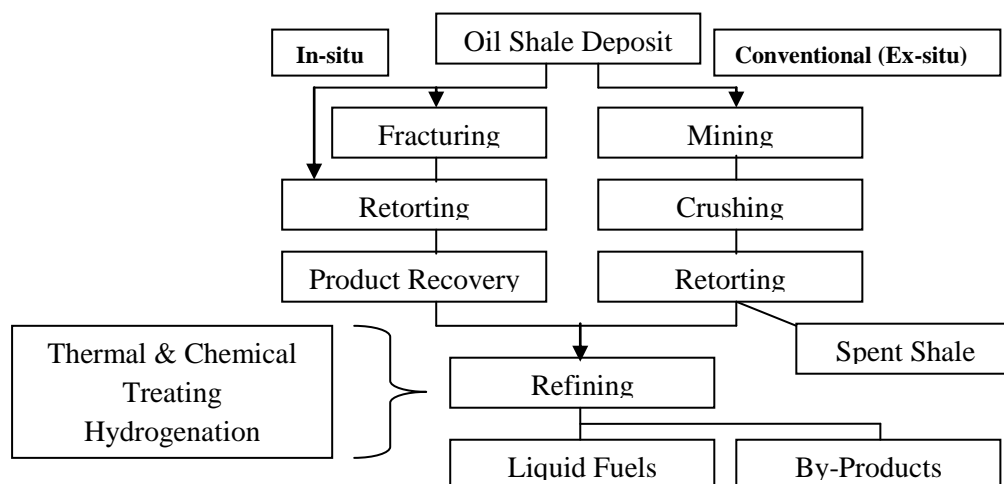 Oil Shale Deposit
In-situ
Conventional (Ex-situ)
Fracturing
Mining
Retorting
Crushing
Product Recovery
Retorting
Thermal & Chemical
Treating
Hydrogenation
Spent Shale
Refining
Liquid Fuels
By-Products